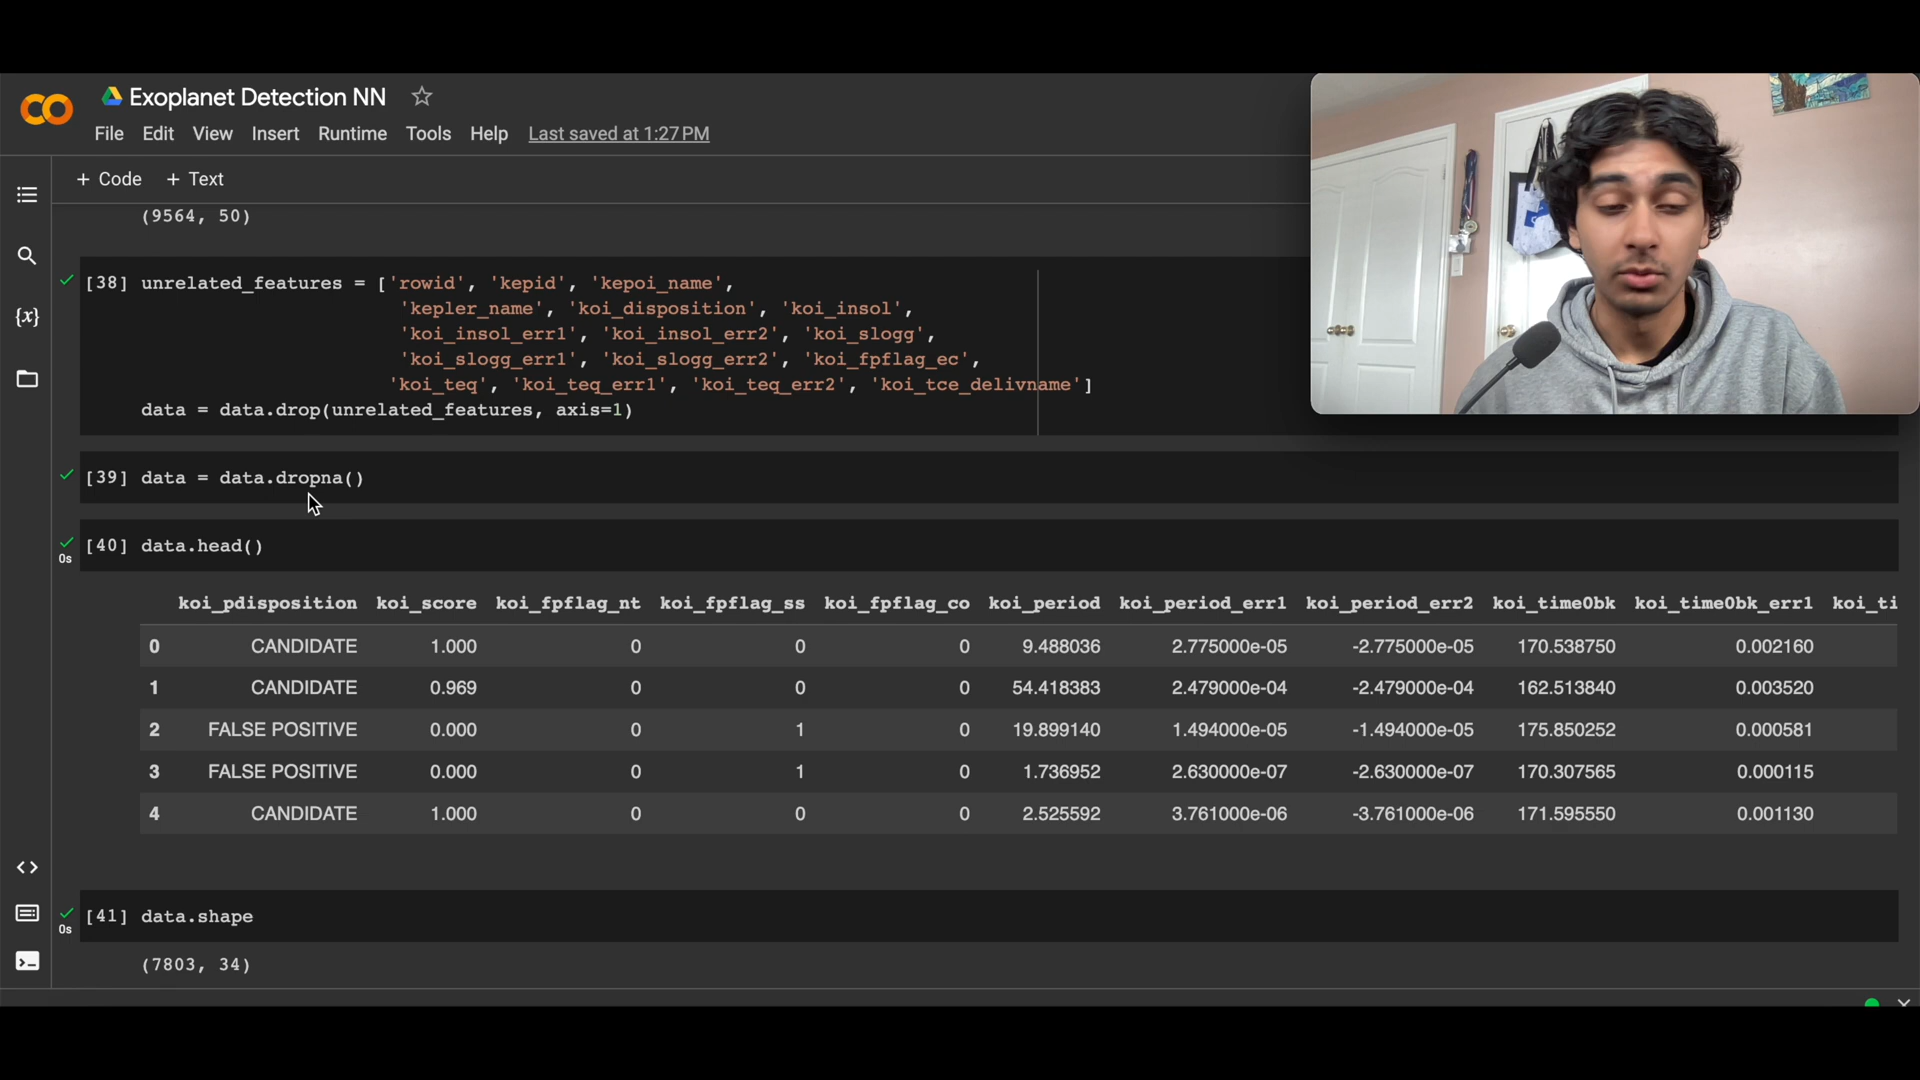 Exoplanet Detection NN
File Edit View Insert Runtime Tools Help Last saved at 1:27 PM
+ Code + Text
(9564, 50)
[38] unrelated_features = ['rowid', 'kepid', 'kepoi_name',
'kepler_name', 'koi_disposition', 'koi_insol',
'koi_insol_err1', 'koi_insol_err2', 'koi_slogg',
'koi_slogg_err1', 'koi_slogg_err2', 'koi_fpflag_ec',
'koi_teq', 'koi_teq_err1', 'koi_teq_err2', 'koi_tce_delivname']
data = data.drop(unrelated_features, axis=1)
[39] data = data.dropna()
[40] data.head()
0s
koi_pdisposition koi_score koi_fpflag_nt koi_fpflag_ss koi_fpflag_co koi_period koi_period_err1 koi_period_err2 koi_time0bk koi_time0bk_err1 koi_ti
0 CANDIDATE 1.000 0 0 0 9.488036 2.775000e-05 -2.775000e-05 170.538750 0.002160
1 CANDIDATE 0.969 0 0 0 54.418383 2.479000e-04 -2.479000e-04 162.513840 0.003520
2 FALSE POSITIVE 0.000 0 1 0 19.899140 1.494000e-05 -1.494000e-05 175.850252 0.000581
3 FALSE POSITIVE 0.000 0 1 0 1.736952 2.630000e-07 -2.630000e-07 170.307565 0.000115
4 CANDIDATE 1.000 0 0 0 2.525592 3.761000e-06 -3.761000e-06 171.595550 0.001130
[41] data.shape
0s
(7803, 34)